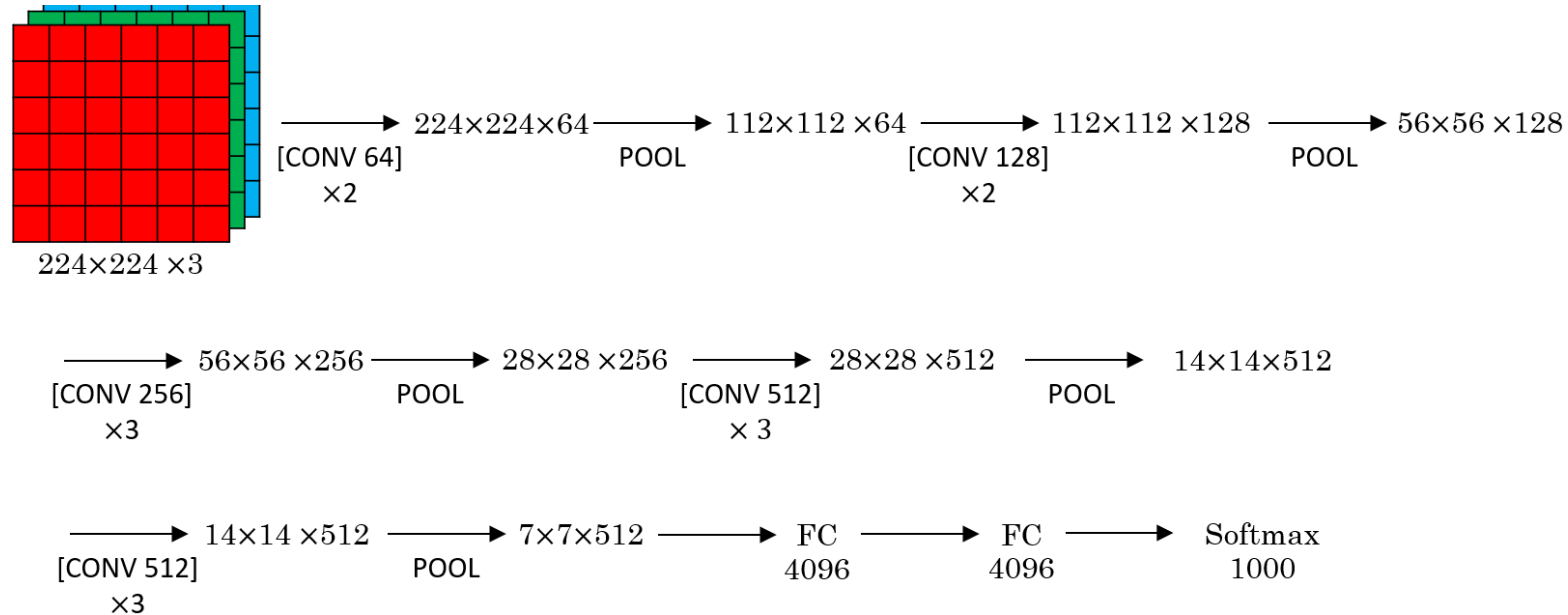 224×224×64 112×112 ×64 112×112 ×128 56×56 ×128
[CONV 64] POOL [CONV 128] POOL
×2 ×2
224×224 ×3
56×56 ×256 28×28 ×256 28×28 ×512 14×14×512
[CONV 256] POOL [CONV 512] POOL
×3 × 3
14×14 ×512 7×7×512 FC FC Softmax
[CONV 512] POOL 4096 4096 1000
×3